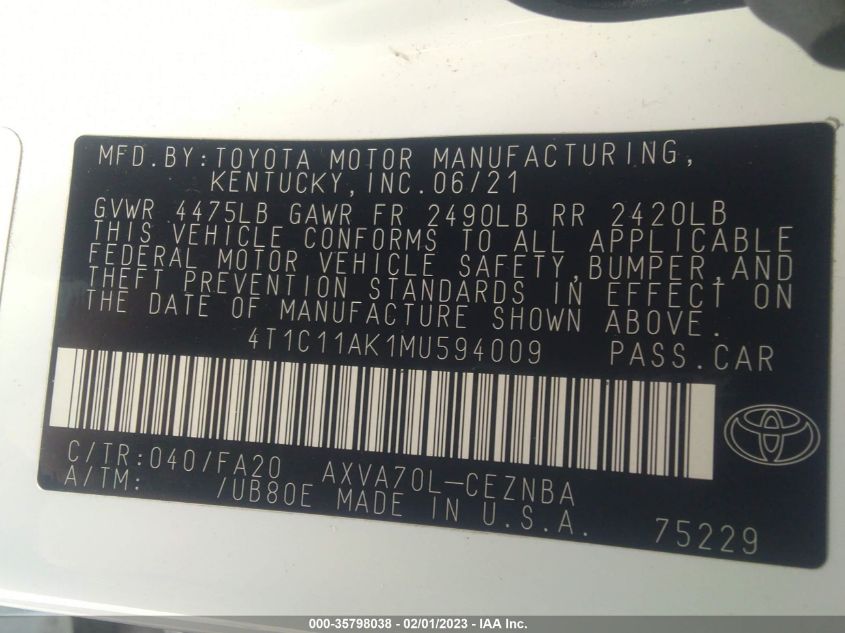 MFD.BY:TOYOTA MOTOR MANUFACTURING,
KENTUCKY,INC.06/21
GVWR 4475LB GAWR FR 2490LB RR 2420LB
THIS VEHICLE CONFORMS TO ALL APPLICABLE
FEDERAL MOTOR VEHICLE SAFETY,BUMPER,AND
THEFT PREVENTION STANDARDS IN EFFECT ON
THE DATE OF MANUFACTURE SHOWN ABOVE.
4T1C11AK1MU594009 PASS.CAR
C/TR:040/FA20 AXVA70L-CEZNBA
A/TM: /UB80E MADE IN U.S.A. 75229
000-35798038 - 02/01/2023 - IAA Inc.